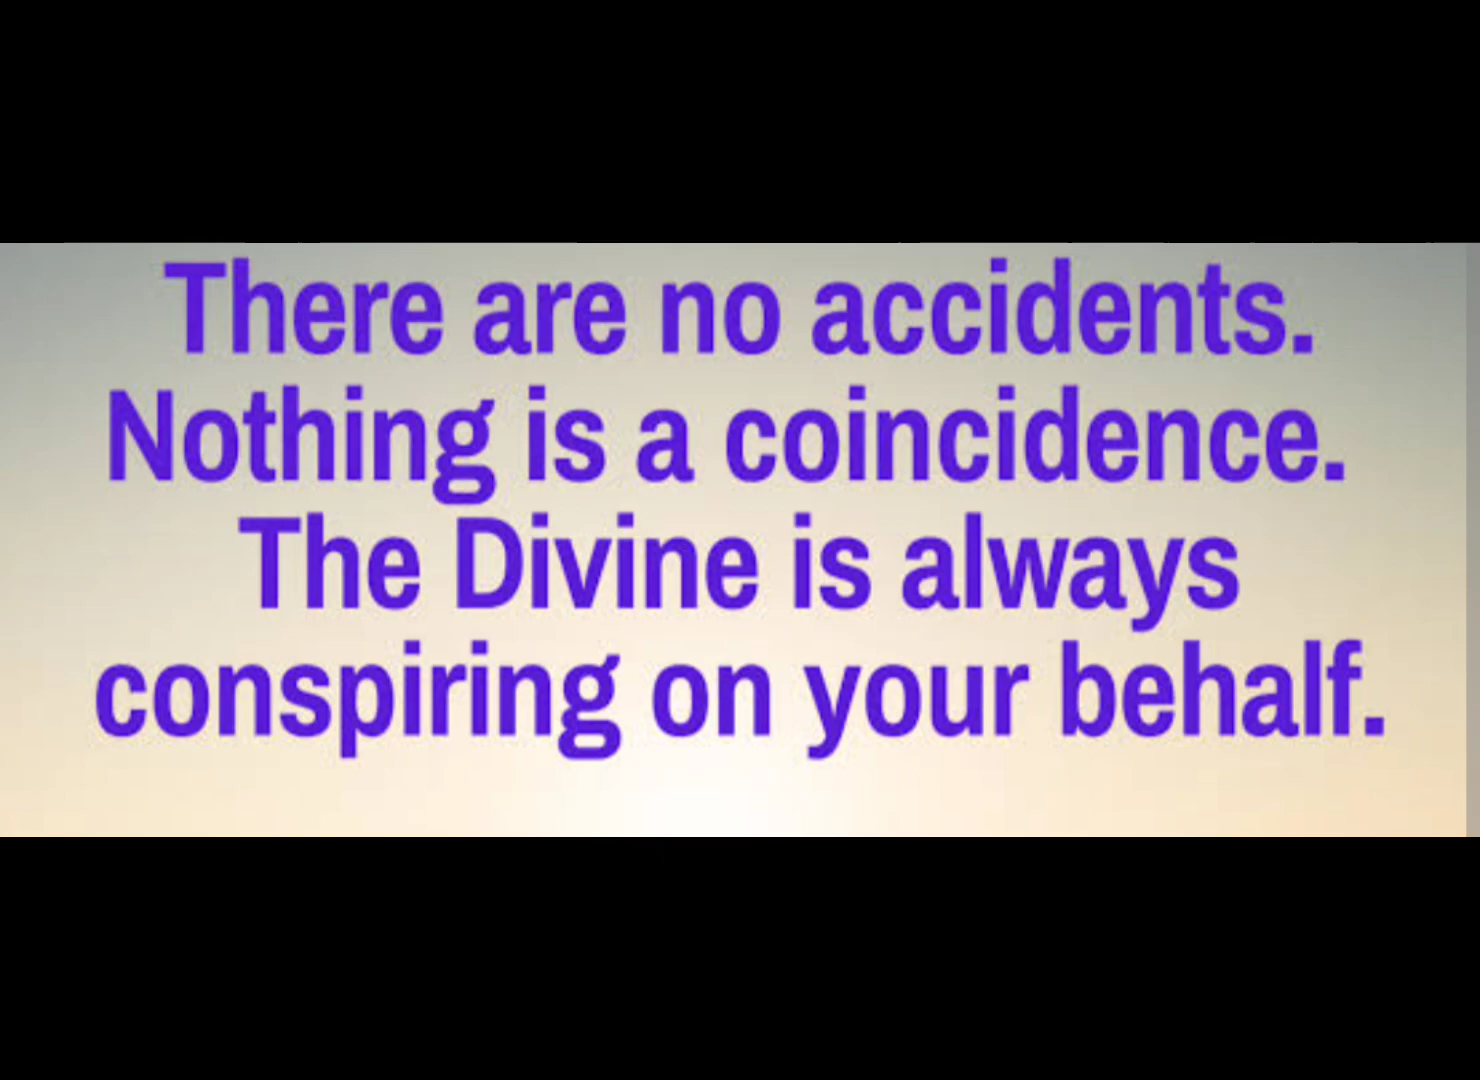 There are no accidents.
Nothing is a coincidence.
The Divine is always
conspiring on your behalf.